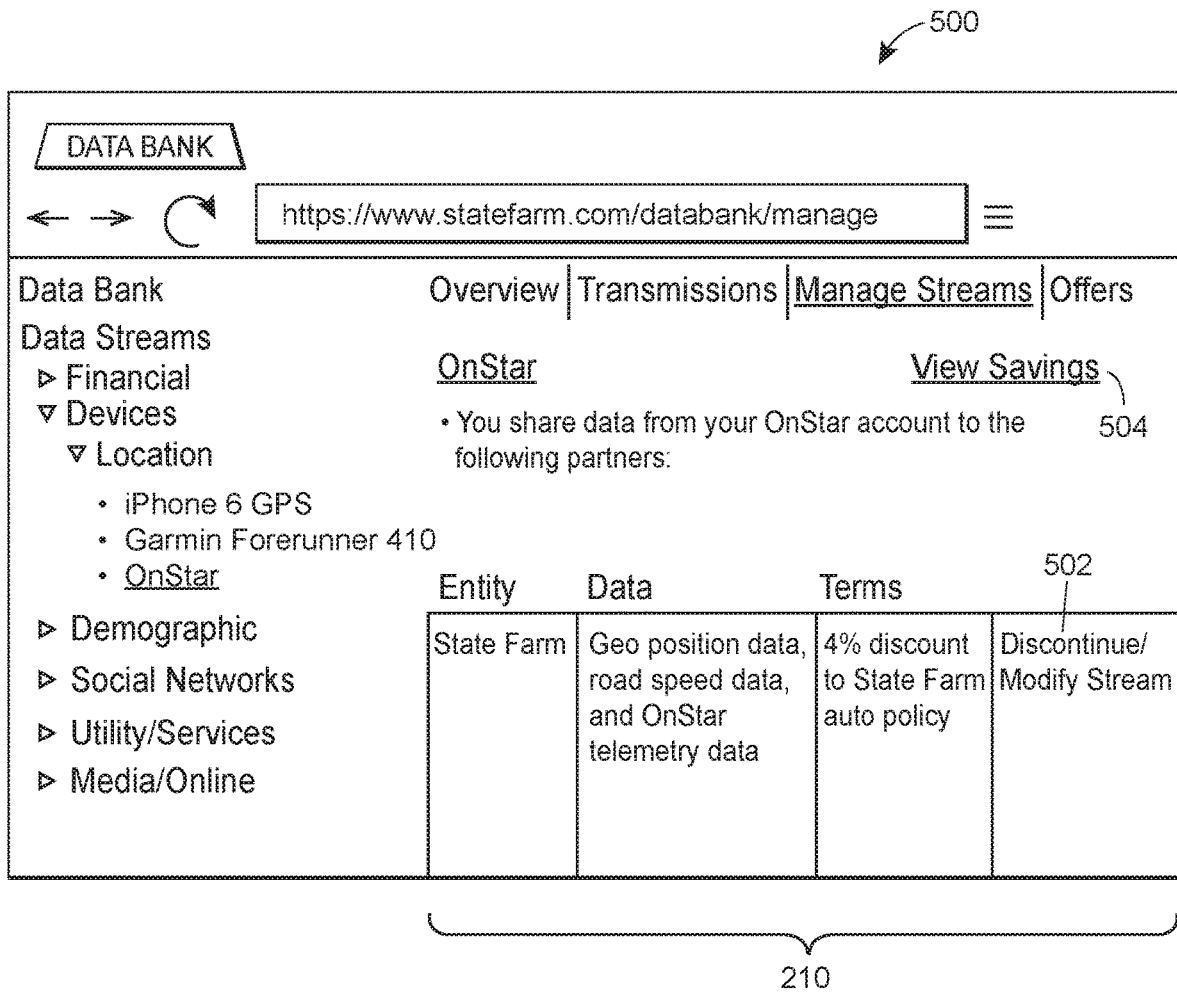 500
DATA BANK
https://www.statefarm.com/databank/manage
Data Bank
Overview Transmissions Manage Streams Offers
Data Streams
Financial
Devices
Location
• iPhone 6 GPS
• Garmin Forerunner 410
• OnStar
Demographic
Social Networks
Utility/Services
Media/Online
OnStar
View Savings
504
• You share data from your OnStar account to the
following partners:
Entity Data Terms
502
State Farm
Geo position data,
road speed data,
and OnStar
telemetry data
4% discount
to State Farm
auto policy
Discontinue/
Modify Stream
210